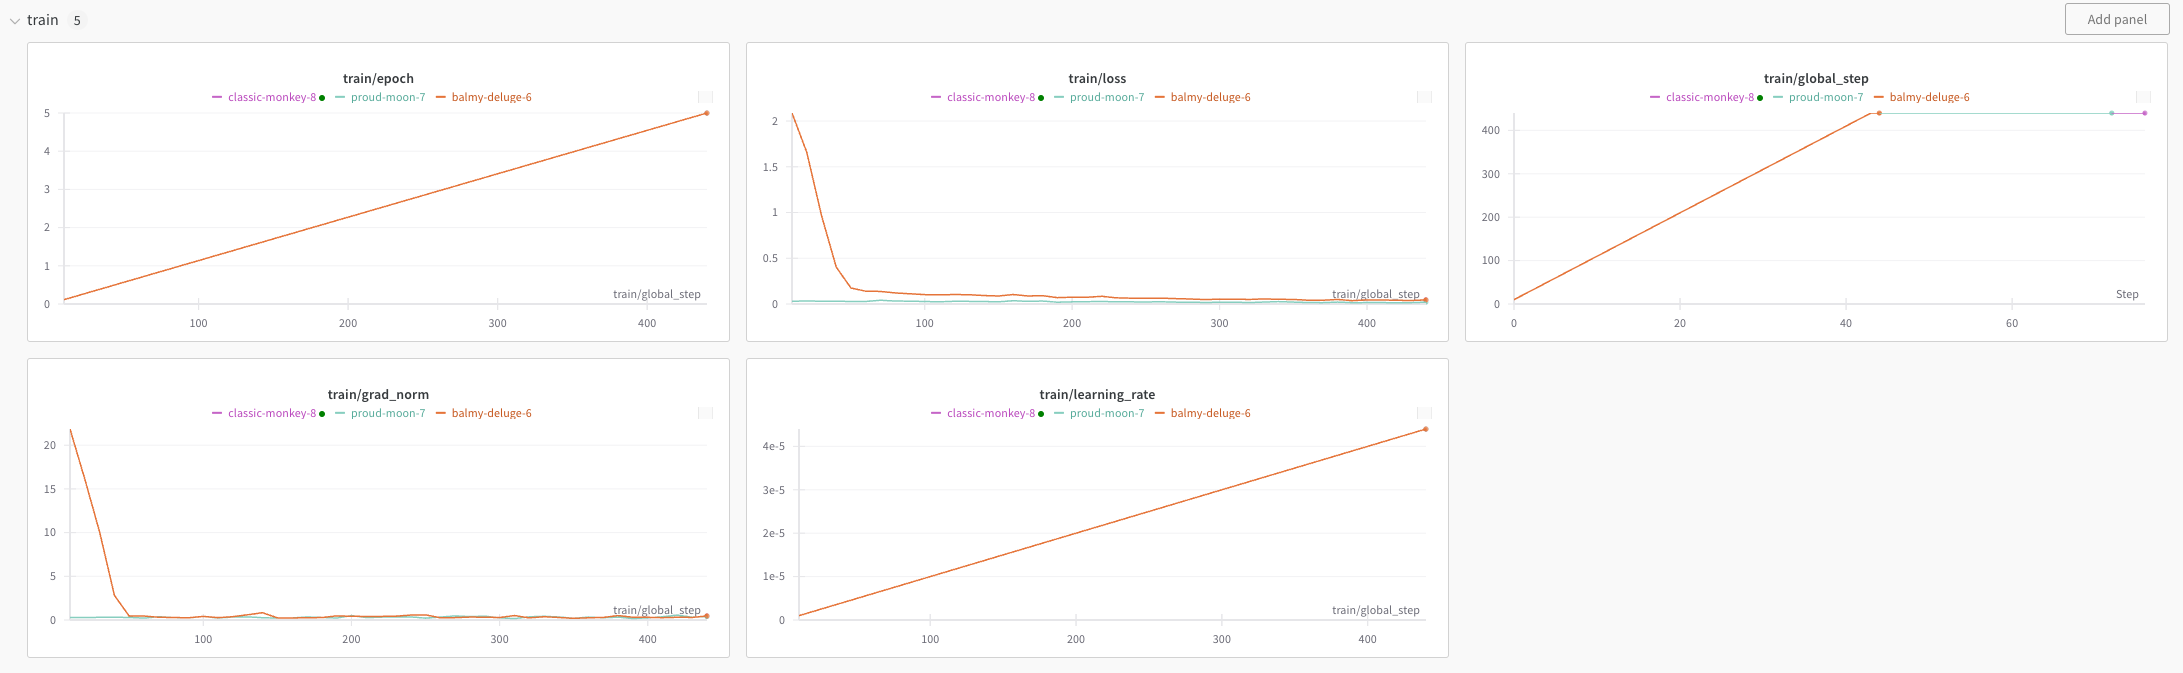 train 5
Add panel
train/epoch
classic-monkey-8 proud-moon-7 balmy-deluge-6
5
4
3
2
1
0
train/global_step
100 200 300 400
train/loss
classic-monkey-8 proud-moon-7 balmy-deluge-6
2
1.5
1
0.5
0
train/global_step
100 200 300 400
train/global_step
classic-monkey-8 proud-moon-7 balmy-deluge-6
400
300
200
100
0
Step
0 20 40 60
train/grad_norm
classic-monkey-8 proud-moon-7 balmy-deluge-6
20
15
10
5
0
train/global_step
100 200 300 400
train/learning_rate
classic-monkey-8 proud-moon-7 balmy-deluge-6
4e-5
3e-5
2e-5
1e-5
0
train/global_step
100 200 300 400